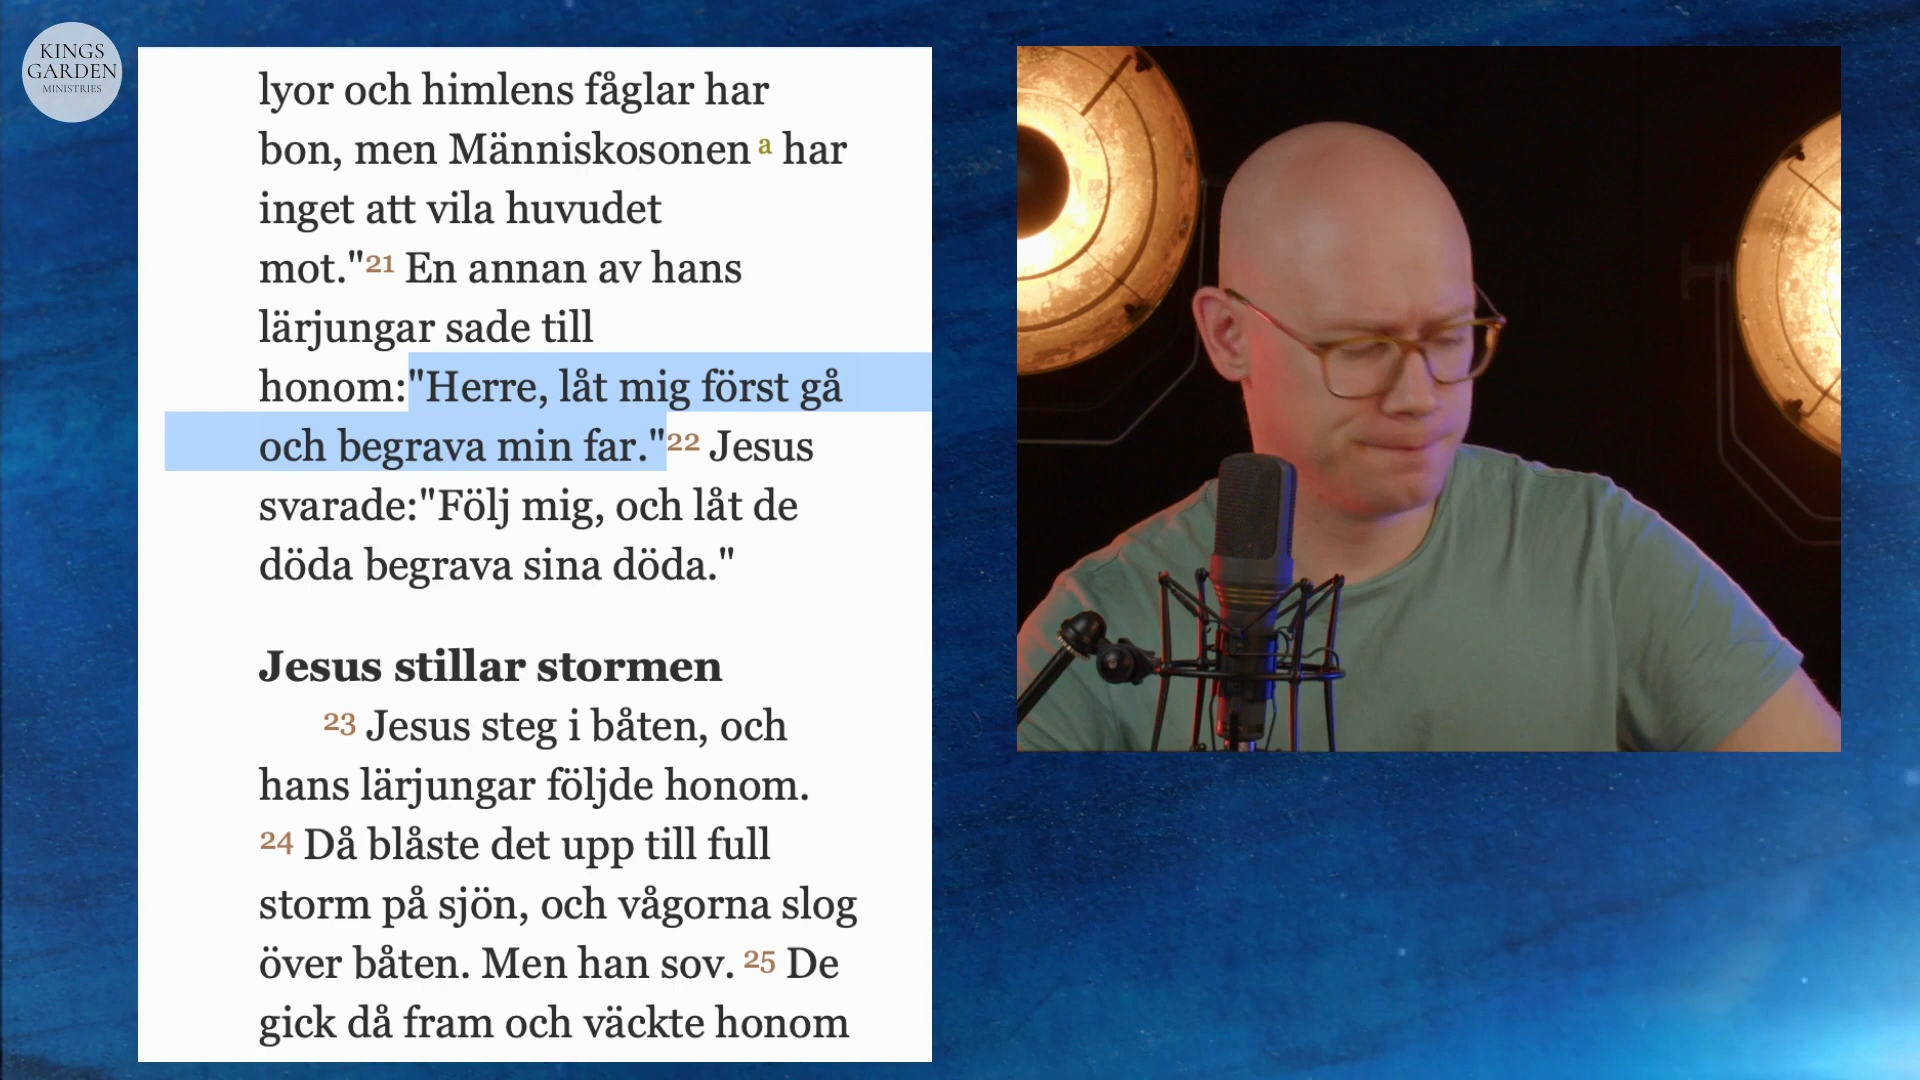 KINGS
GARDEN
MINISTRIES
lyor och himlens fåglar har
bon, men Människosonen a har
inget att vila huvudet
mot."21 En annan av hans
lärjungar sade till
honom:"Herre, låt mig först gå
och begrava min far."22 Jesus
svarade:"Följ mig, och låt de
döda begrava sina döda."
Jesus stillar stormen
23 Jesus steg i båten, och
hans lärjungar följde honom.
24 Då blåste det upp till full
storm på sjön, och vågorna slog
över båten. Men han sov. 25 De
gick då fram och väckte honom